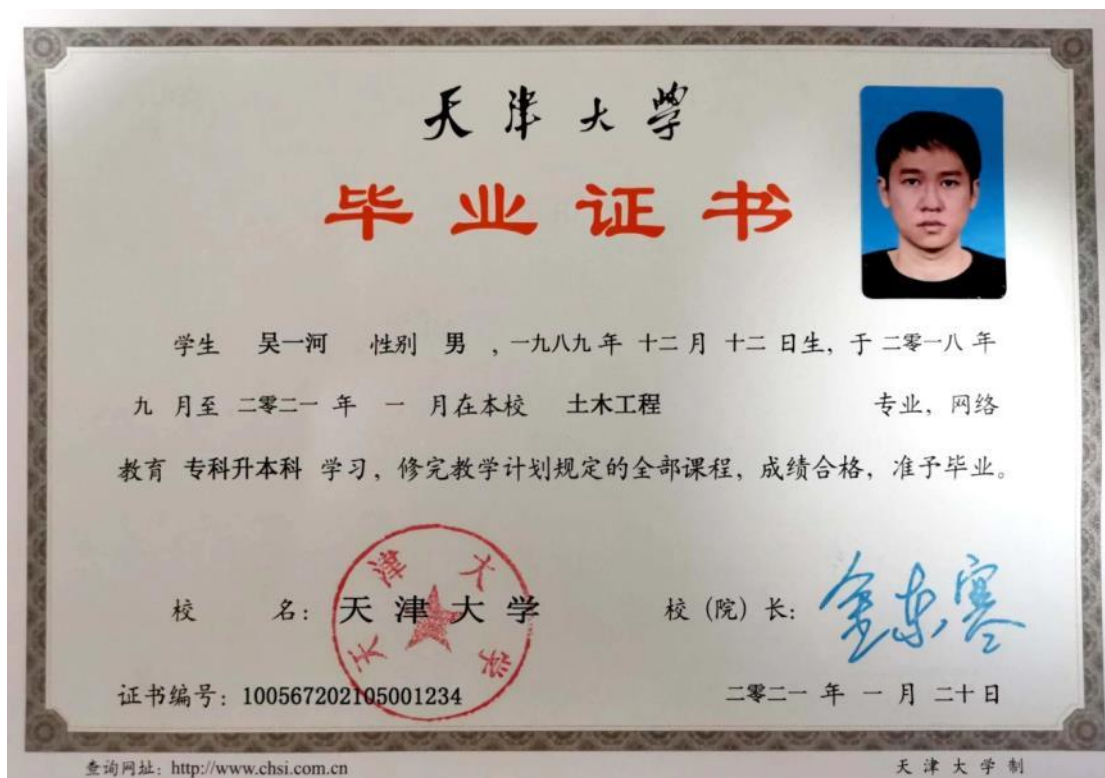 天津大学
毕业证书
学生 吴一河 性别 男 ,一九八九年 十二月 十二日生, 于二零一八年
九 月至 二零二一 年 一 月在本校 土木工程 专业, 网络
教育 专科升本科 学习, 修完教学计划规定的全部课程, 成绩合格, 准予毕业。
天津大学
校 名: 天津大学 校(院)长: 金东寒
证书编号: 100567202105001234 二零二一 年 一 月 二十日
查询网址: http://www.chsi.com.cn 天津大学制